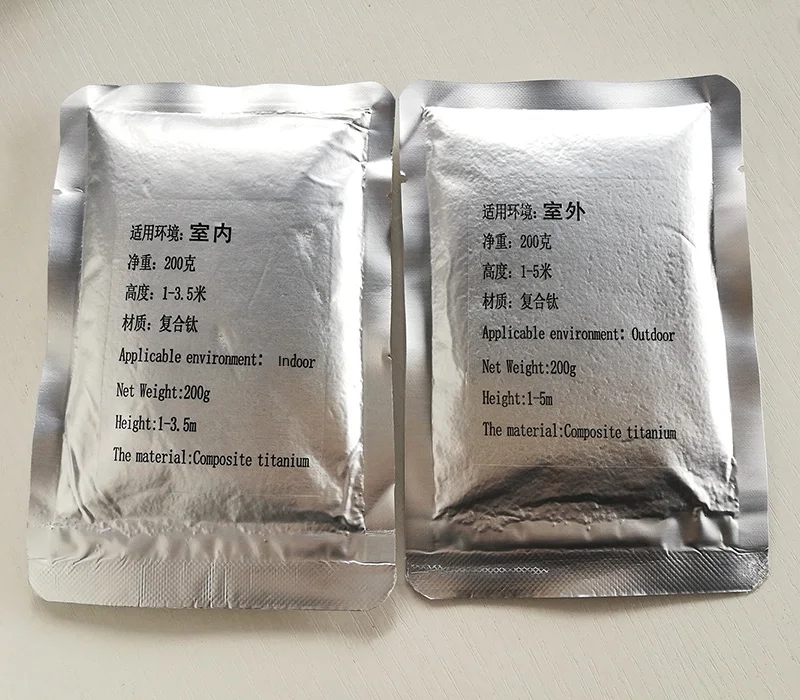 适用环境: 室内
净重: 200克
高度: 1-3.5米
材质: 复合钛
Applicable environment: Indoor
Net Weight:200g
Height:1-3.5m
The material:Composite titanium
适用环境: 室外
净重: 200克
高度: 1-5米
材质: 复合钛
Applicable environment: Outdoor
Net Weight:200g
Height:1-5m
The material:Composite titanium